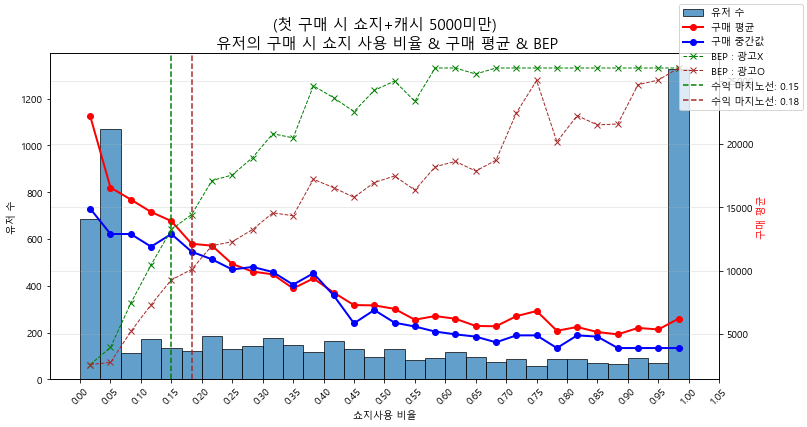 (첫 구매 시 쇼지+캐시 5000미만)
유저의 구매 시 쇼지 사용 비율 & 구매 평균 & BEP
유저 수
구매 평균
구매 중간값
BEP : 광고X
BEP : 광고O
수익 마지노선: 0.15
수익 마지노선: 0.18
1200
1000
800
600
400
200
0
유저 수
20000
15000
10000
5000
구매 평균
0.00 0.05 0.10 0.15 0.20 0.25 0.30 0.35 0.40 0.45 0.50 0.55 0.60 0.65 0.70 0.75 0.80 0.85 0.90 0.95 1.00 1.05
쇼지사용 비율